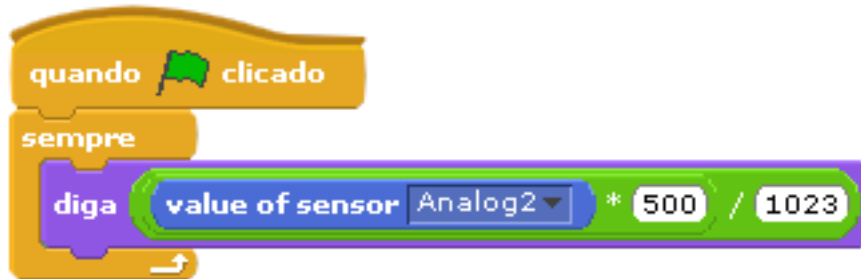 quando clicado
sempre
diga value of sensor Analog2 * 500 / 1023